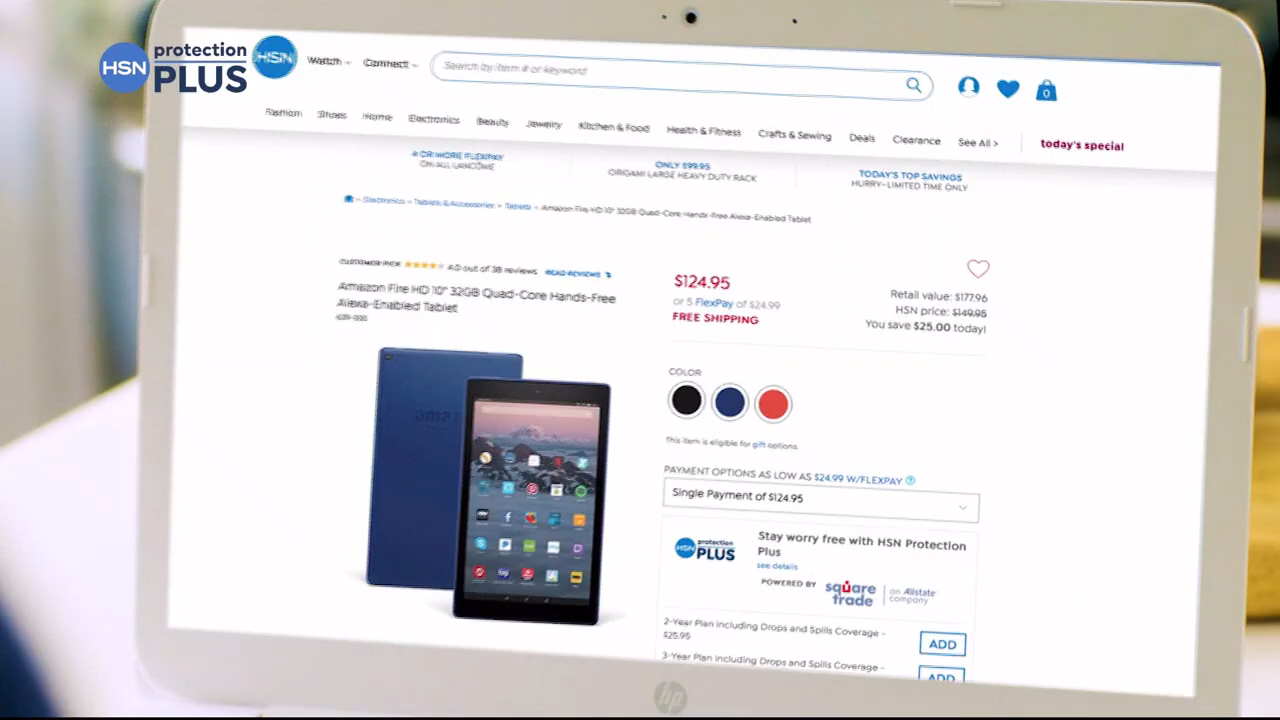 HSN protection PLUS
HSN Watch Connect Search by item # or keyword 0
Fashion Shoes Home Electronics Beauty Jewelry Kitchen & Food Health & Fitness Crafts & Sewing Deals Clearance See All > today's special
4 OR MORE FLEXPAY
ON ALL LANCÔME
ONLY $99.95
ORIGAMI LARGE HEAVY DUTY RACK
TODAY'S TOP SAVINGS
HURRY–LIMITED TIME ONLY
Electronics > Tablets & Accessories > Tablets > Amazon Fire HD 10" 32GB Quad-Core Hands-Free Alexa-Enabled Tablet
CUSTOMER PICK 4.0 out of 38 reviews READ REVIEWS
Amazon Fire HD 10" 32GB Quad-Core Hands-Free
Alexa-Enabled Tablet
$124.95
or 5 FlexPay of $24.99
FREE SHIPPING
Retail value: $177.96
HSN price: $149.95
You save $25.00 today!
COLOR
This item is eligible for gift options.
PAYMENT OPTIONS AS LOW AS $24.99 W/FLEXPAY ?
Single Payment of $124.95
HSN protection PLUS
Stay worry free with HSN Protection
Plus
see details
POWERED BY square trade an Allstate company
2-Year Plan Including Drops and Spills Coverage -
$25.95
ADD
3-Year Plan Including Drops and Spills Coverage -
ADD
hp